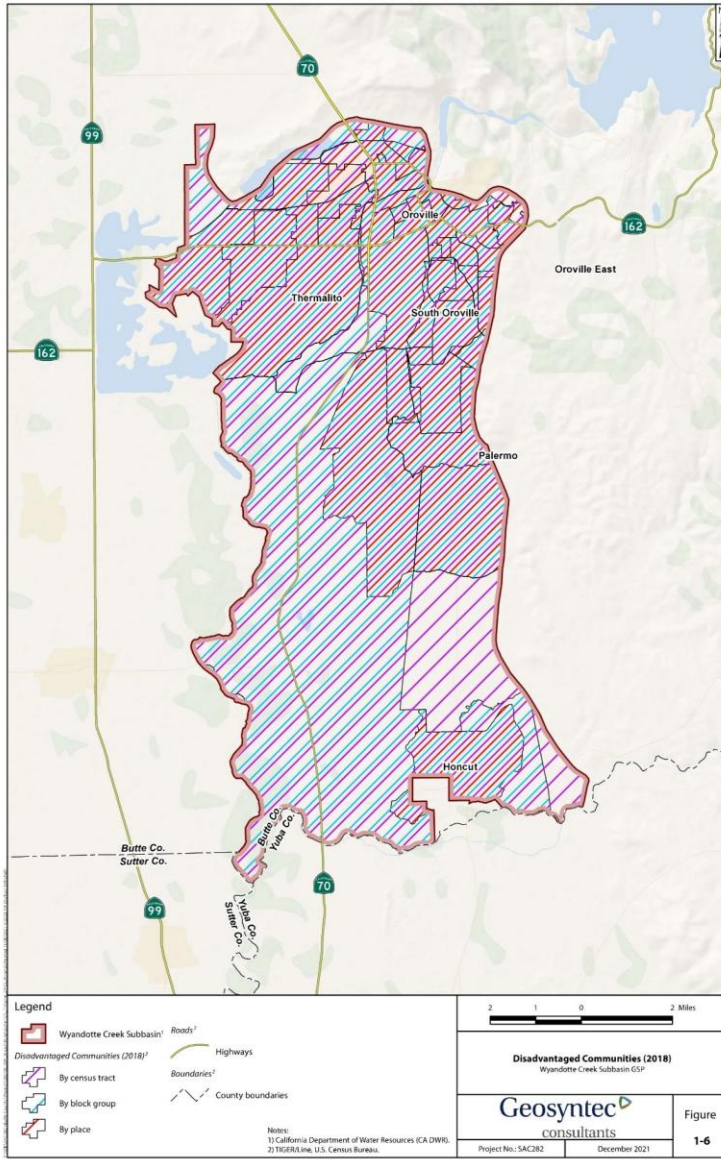 70
99
162
Oroville
Oroville East
Thermalito
South Oroville
162
Palermo
Honcut
Butte Co.
Yuba Co.
Butte Co.
Sutter Co.
70
99
Yuba Co.
Sutter Co.
Legend
Wyandotte Creek Subbasin¹
Disadvantaged Communities (2018)²
By census tract
By block group
By place
Roads²
Highways
Boundaries²
County boundaries
Notes:
1) California Department of Water Resources (CA DWR).
2) TIGER/Line, U.S. Census Bureau.
2 1 0 2 Miles
Disadvantaged Communities (2018)
Wyandotte Creek Subbasin GSP
Geosyntec
consultants
Project No.: SAC282
December 2021
Figure
1-6